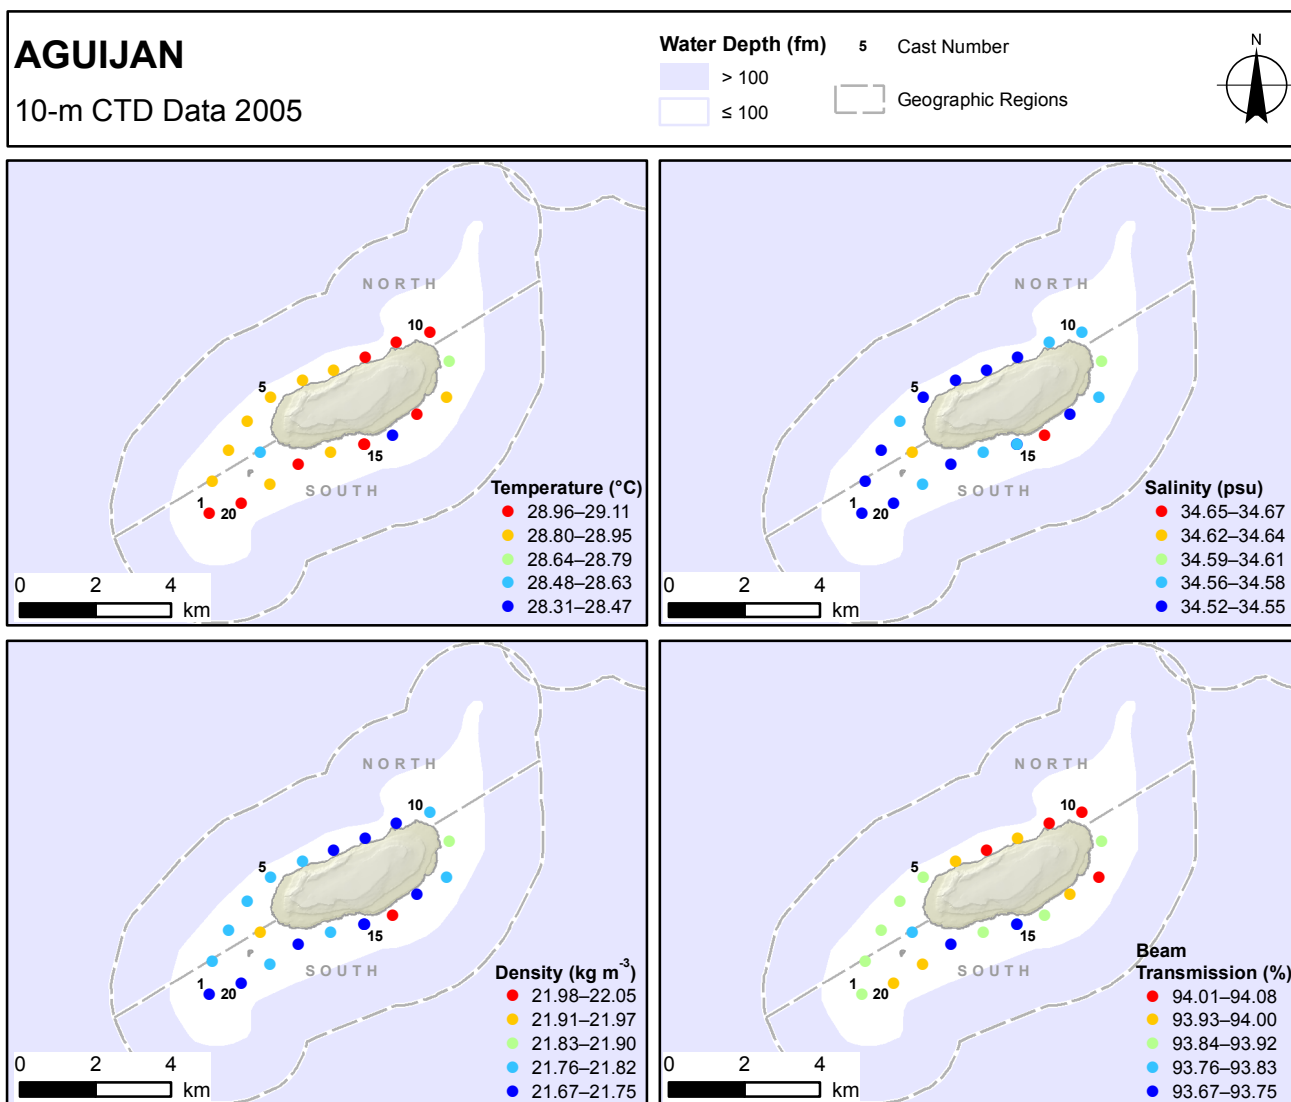 AGUIJAN
10-m CTD Data 2005
Water Depth (fm)
> 100
≤ 100
5 Cast Number
Geographic Regions
N
NORTH
10
5
15
SOUTH
1
20
Temperature (°C)
28.96–29.11
28.80–28.95
28.64–28.79
28.48–28.63
28.31–28.47
0 2 4
km
NORTH
10
5
15
SOUTH
1
20
Salinity (psu)
34.65–34.67
34.62–34.64
34.59–34.61
34.56–34.58
34.52–34.55
0 2 4
km
NORTH
10
5
15
SOUTH
1
20
Density (kg m⁻³)
21.98–22.05
21.91–21.97
21.83–21.90
21.76–21.82
21.67–21.75
0 2 4
km
NORTH
10
5
15
SOUTH
1
20
Beam
Transmission (%)
94.01–94.08
93.93–94.00
93.84–93.92
93.76–93.83
93.67–93.75
0 2 4
km